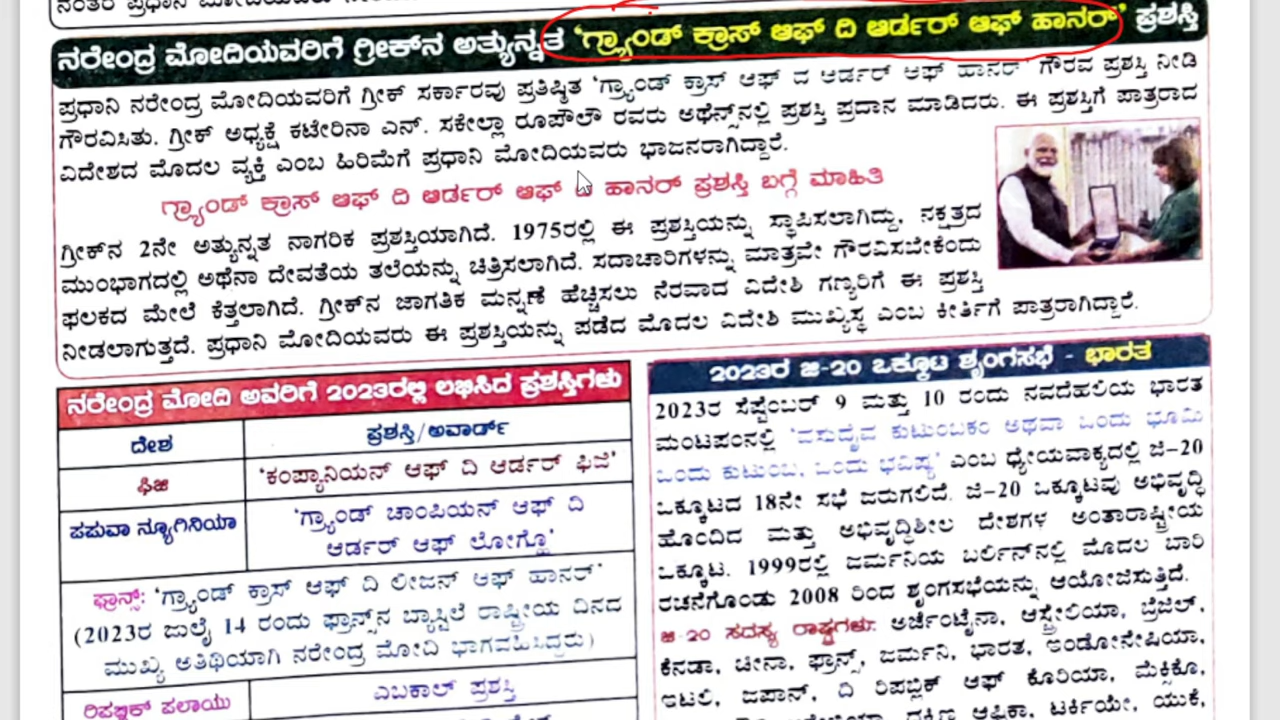 ನರೇಂದ್ರ ಮೋದಿಯವರಿಗೆ ಗ್ರೀಕ್‌ನ ಅತ್ಯುನ್ನತ 'ಗ್ರ್ಯಾಂಡ್ ಕ್ರಾಸ್ ಆಫ್ ದಿ ಆರ್ಡರ್ ಆಫ್ ಹಾನರ್' ಪ್ರಶಸ್ತಿ
ಪ್ರಧಾನಿ ನರೇಂದ್ರ ಮೋದಿಯವರಿಗೆ ಗ್ರೀಕ್ ಸರ್ಕಾರವು ಪ್ರತಿಷ್ಠಿತ 'ಗ್ರ್ಯಾಂಡ್ ಕ್ರಾಸ್ ಆಫ್ ದ ಆರ್ಡರ್ ಆಫ್ ಹಾನರ್' ಗೌರವ ಪ್ರಶಸ್ತಿ ನೀಡಿ
ಗೌರವಿಸಿತು. ಗ್ರೀಕ್ ಅಧ್ಯಕ್ಷೆ ಕಟೇರಿನಾ ಎನ್. ಸಕೇಲ್ಲಾ ರೂಪೌಲೌ ರವರು ಅಥೆನ್ಸ್‌ನಲ್ಲಿ ಪ್ರಶಸ್ತಿ ಪ್ರದಾನ ಮಾಡಿದರು. ಈ ಪ್ರಶಸ್ತಿಗೆ ಪಾತ್ರರಾದ
ವಿದೇಶದ ಮೊದಲ ವ್ಯಕ್ತಿ ಎಂಬ ಹಿರಿಮೆಗೆ ಪ್ರಧಾನಿ ಮೋದಿಯವರು ಭಾಜನರಾಗಿದ್ದಾರೆ.
ಗ್ರ್ಯಾಂಡ್ ಕ್ರಾಸ್ ಆಫ್ ದಿ ಆರ್ಡರ್ ಆಫ್ ಹಾನರ್ ಪ್ರಶಸ್ತಿ ಬಗ್ಗೆ ಮಾಹಿತಿ
ಗ್ರೀಕ್‌ನ 2ನೇ ಅತ್ಯುನ್ನತ ನಾಗರಿಕ ಪ್ರಶಸ್ತಿಯಾಗಿದೆ. 1975ರಲ್ಲಿ ಈ ಪ್ರಶಸ್ತಿಯನ್ನು ಸ್ಥಾಪಿಸಲಾಗಿದ್ದು, ನಕ್ಷತ್ರದ
ಮುಂಭಾಗದಲ್ಲಿ ಅಥೆನಾ ದೇವತೆಯ ತಲೆಯನ್ನು ಚಿತ್ರಿಸಲಾಗಿದೆ. ಸದಾಚಾರಿಗಳನ್ನು ಮಾತ್ರವೇ ಗೌರವಿಸಬೇಕೆಂದು
ಫಲಕದ ಮೇಲೆ ಕೆತ್ತಲಾಗಿದೆ. ಗ್ರೀಕ್‌ನ ಜಾಗತಿಕ ಮನ್ನಣೆ ಹೆಚ್ಚಿಸಲು ನೆರವಾದ ವಿದೇಶಿ ಗಣ್ಯರಿಗೆ ಈ ಪ್ರಶಸ್ತಿ
ನೀಡಲಾಗುತ್ತದೆ. ಪ್ರಧಾನಿ ಮೋದಿಯವರು ಈ ಪ್ರಶಸ್ತಿಯನ್ನು ಪಡೆದ ಮೊದಲ ವಿದೇಶಿ ಮುಖ್ಯಸ್ಥ ಎಂಬ ಕೀರ್ತಿಗೆ ಪಾತ್ರರಾಗಿದ್ದಾರೆ.
ನರೇಂದ್ರ ಮೋದಿ ಅವರಿಗೆ 2023ರಲ್ಲಿ ಲಭಿಸಿದ ಪ್ರಶಸ್ತಿಗಳು
ದೇಶ ಪ್ರಶಸ್ತಿ/ಅವಾರ್ಡ್
ಫಿಜಿ 'ಕಂಪ್ಯಾನಿಯನ್ ಆಫ್ ದಿ ಆರ್ಡರ್ ಫಿಜಿ'
ಪಪುವಾ ನ್ಯೂಗಿನಿಯಾ 'ಗ್ರ್ಯಾಂಡ್ ಚಾಂಪಿಯನ್ ಆಫ್ ದಿ
ಆರ್ಡರ್ ಆಫ್ ಲೋಗ್ಹೊ'
ಫ್ರಾನ್ಸ್: 'ಗ್ರ್ಯಾಂಡ್ ಕ್ರಾಸ್ ಆಫ್ ದಿ ಲೀಜನ್ ಆಫ್ ಹಾನರ್'
(2023ರ ಜುಲೈ 14 ರಂದು ಫ್ರಾನ್ಸ್‌ನ ಬ್ಯಾಸ್ಟಿಲೆ ರಾಷ್ಟ್ರೀಯ ದಿನದ
ಮುಖ್ಯ ಅತಿಥಿಯಾಗಿ ನರೇಂದ್ರ ಮೋದಿ ಭಾಗವಹಿಸಿದ್ದರು)
ರಿಪಬ್ಲಿಕ್ ಪಲಾಯು ಎಬಕಾಲ್ ಪ್ರಶಸ್ತಿ
2023ರ ಜಿ-20 ಒಕ್ಕೂಟ ಶೃಂಗಸಭೆ - ಭಾರತ
2023ರ ಸೆಪ್ಟೆಂಬರ್ 9 ಮತ್ತು 10 ರಂದು ನವದೆಹಲಿಯ ಭಾರತ
ಮಂಟಪಂನಲ್ಲಿ 'ವಸುದೈವ ಕುಟುಂಬಕಂ ಅಥವಾ ಒಂದು ಭೂಮಿ
ಒಂದು ಕುಟುಂಬ, ಒಂದು ಭವಿಷ್ಯ' ಎಂಬ ಧ್ಯೇಯವಾಕ್ಯದಲ್ಲಿ ಜಿ-20
ಒಕ್ಕೂಟದ 18ನೇ ಸಭೆ ಜರುಗಲಿದೆ. ಜಿ-20 ಒಕ್ಕೂಟವು ಅಭಿವೃದ್ಧಿ
ಹೊಂದಿದ ಮತ್ತು ಅಭಿವೃದ್ಧಿಶೀಲ ದೇಶಗಳ ಅಂತಾರಾಷ್ಟ್ರೀಯ
ಒಕ್ಕೂಟ. 1999ರಲ್ಲಿ ಜರ್ಮನಿಯ ಬರ್ಲಿನ್‌ನಲ್ಲಿ ಮೊದಲ ಬಾರಿ
ರಚನೆಗೊಂಡು 2008 ರಿಂದ ಶೃಂಗಸಭೆಯನ್ನು ಆಯೋಜಿಸುತ್ತಿದೆ.
ಜಿ-20 ಸದಸ್ಯ ರಾಷ್ಟ್ರಗಳು: ಅರ್ಜೆಂಟೈನಾ, ಆಸ್ಟ್ರೇಲಿಯಾ, ಬ್ರೆಜಿಲ್,
ಕೆನಡಾ, ಚೀನಾ, ಫ್ರಾನ್ಸ್, ಜರ್ಮನಿ, ಭಾರತ, ಇಂಡೋನೇಷಿಯಾ,
ಇಟಲಿ, ಜಪಾನ್, ದಿ ರಿಪಬ್ಲಿಕ್ ಆಫ್ ಕೊರಿಯಾ, ಮೆಕ್ಸಿಕೊ,
ದಕ್ಷಿಣ ಆಫ್ರಿಕಾ, ಟರ್ಕಿಯೇ, ಯುಕೆ,